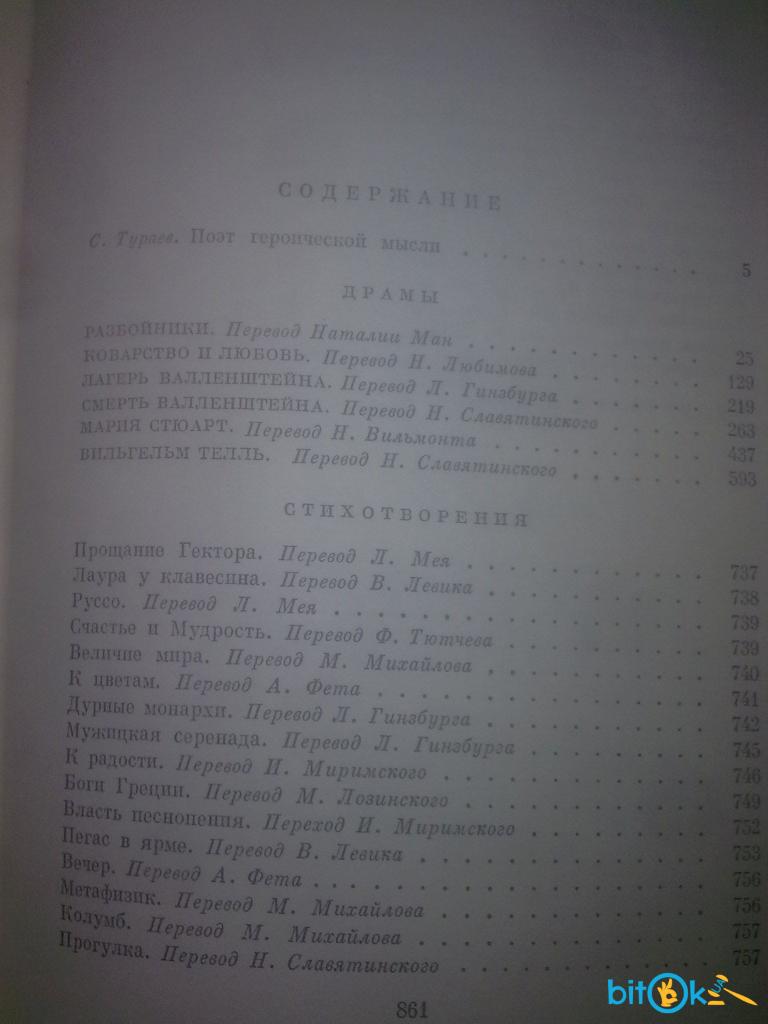 СОДЕРЖАНИЕ
С. Тураев. Поэт героической мысли . . . . . . . . . . . . 5
ДРАМЫ
РАЗБОЙНИКИ. Перевод Наталии Ман . . . . . . . . . . . 25
КОВАРСТВО И ЛЮБОВЬ. Перевод Н. Любимова . . . . . . . 129
ЛАГЕРЬ ВАЛЛЕНШТЕЙНА. Перевод Л. Гинзбурга . . . . . . 219
СМЕРТЬ ВАЛЛЕНШТЕЙНА. Перевод Н. Славятинского . . . . 263
МАРИЯ СТЮАРТ. Перевод Н. Вильмонта . . . . . . . . . . 437
ВИЛЬГЕЛЬМ ТЕЛЛЬ. Перевод Н. Славятинского . . . . . . 593
СТИХОТВОРЕНИЯ
Прощание Гектора. Перевод Л. Мея . . . . . . . . . . . 737
Лаура у клавесина. Перевод В. Левика . . . . . . . . . . 738
Руссо. Перевод Л. Мея . . . . . . . . . . . . . . . . 739
Счастье и Мудрость. Перевод Ф. Тютчева . . . . . . . . . 739
Величие мира. Перевод М. Михайлова . . . . . . . . . . 740
К цветам. Перевод А. Фета . . . . . . . . . . . . . . 741
Дурные монархи. Перевод Л. Гинзбурга . . . . . . . . . . 742
Мужицкая серенада. Перевод Л. Гинзбурга . . . . . . . . 745
К радости. Перевод И. Миримского . . . . . . . . . . . 746
Боги Греции. Перевод М. Лозинского . . . . . . . . . . 749
Власть песнопения. Переход И. Миримского . . . . . . . . 752
Пегас в ярме. Перевод В. Левика . . . . . . . . . . . . 753
Вечер. Перевод А. Фета . . . . . . . . . . . . . . . . 756
Метафизик. Перевод М. Михайлова . . . . . . . . . . . 756
Колумб. Перевод М. Михайлова . . . . . . . . . . . . . 757
Прогулка. Перевод Н. Славятинского . . . . . . . . . . 757
861
bitOk UA